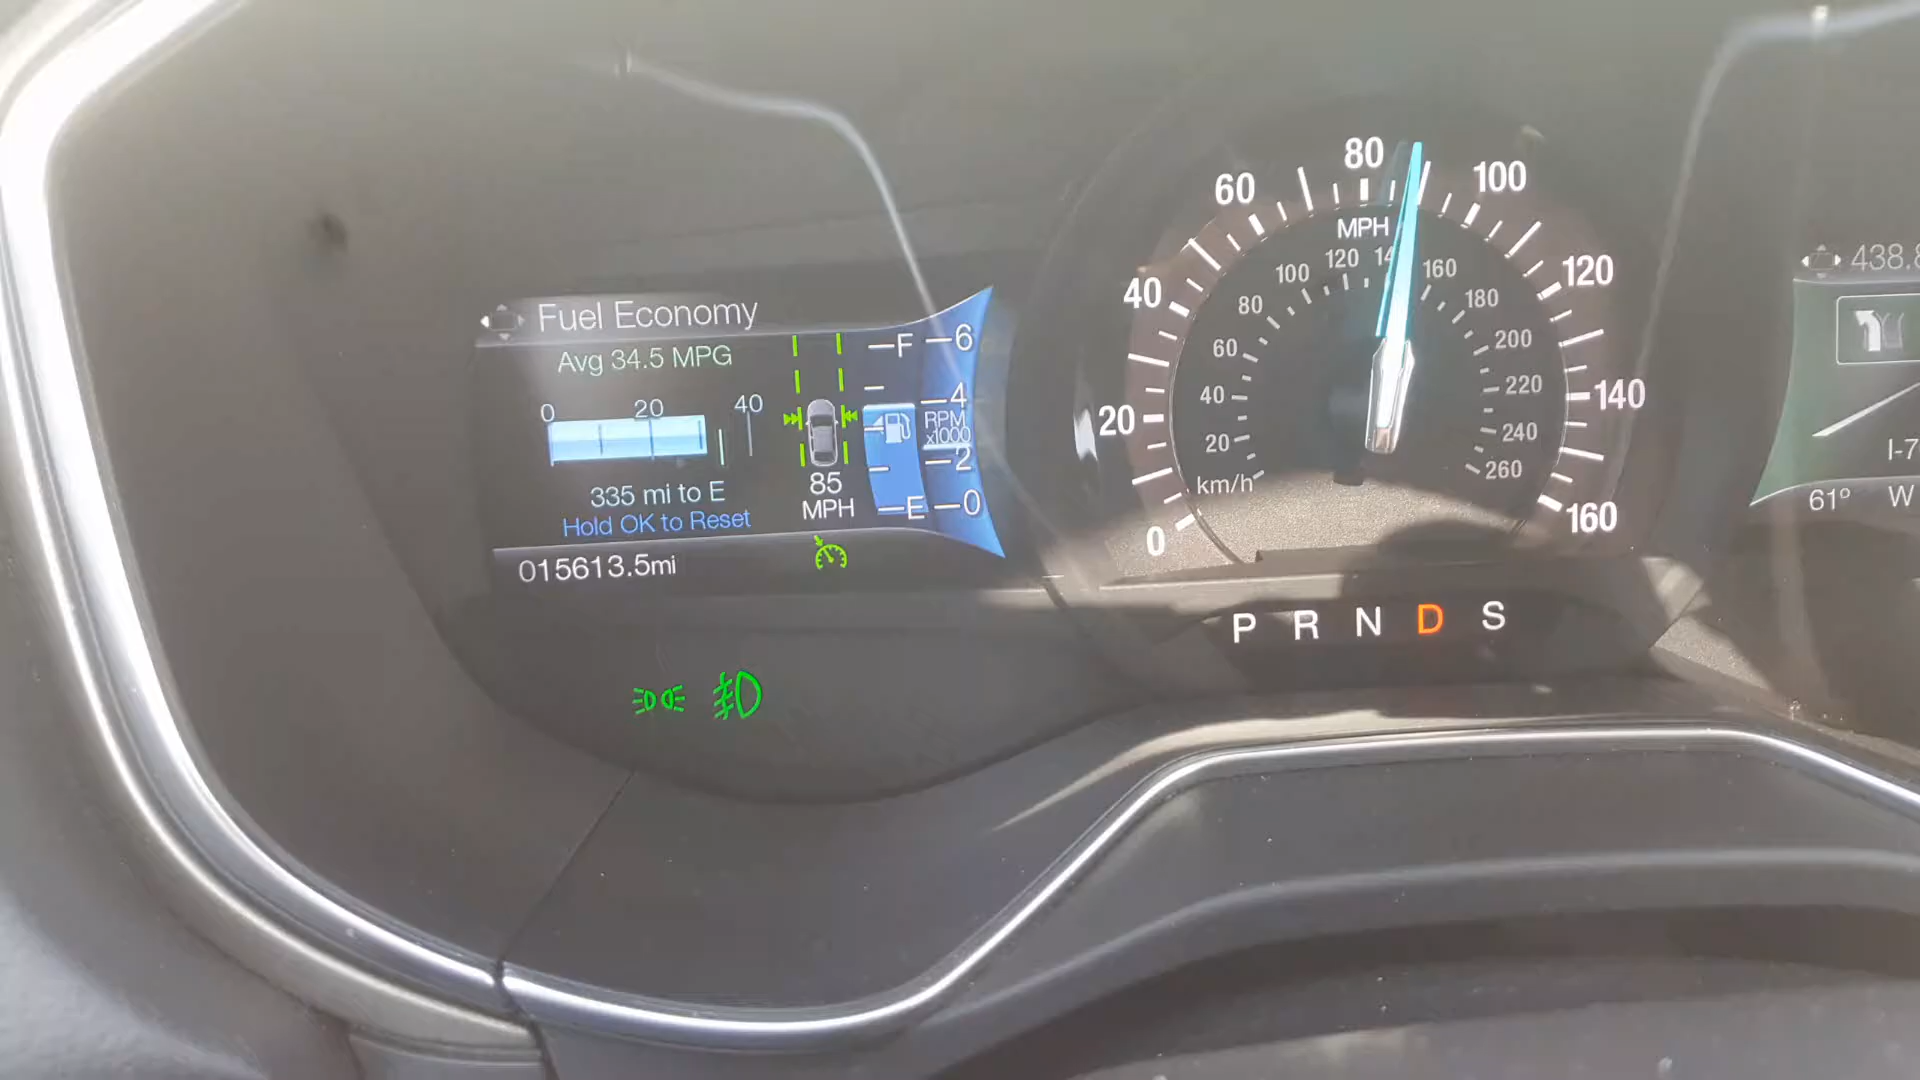 Fuel Economy
Avg 34.5 MPG
0 20 40
335 mi to E
Hold OK to Reset
015613.5mi
85
MPH
F
E
6
4
RPM
x1000
2
0
0 20 40 60 80 100 120 140 160
MPH
20 40 60 80 100 120 160 180 200 220 240 260
km/h
P R N D S
438.8
61° W